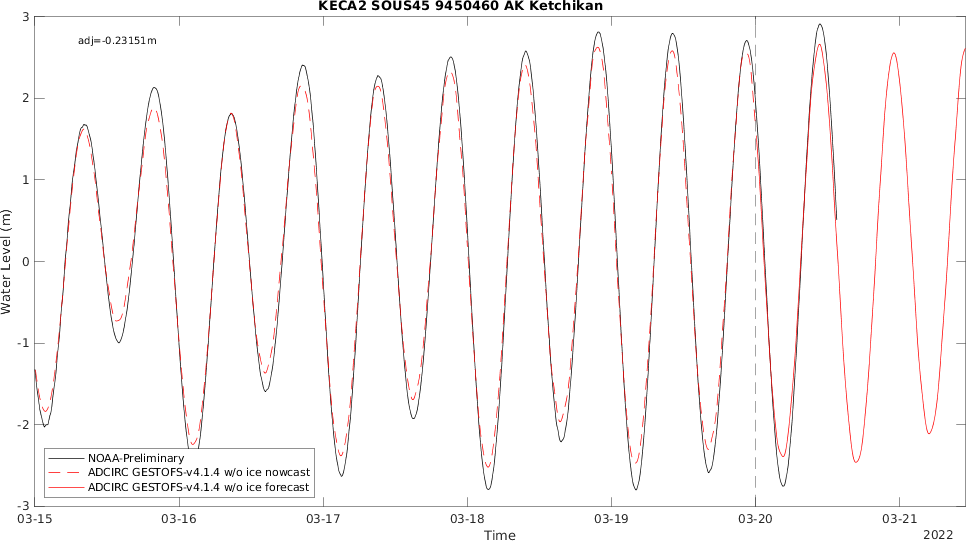 KECA2 SOUS45 9450460 AK Ketchikan
adj=-0.23151m
3
2
1
0
-1
-2
-3
Water Level (m)
NOAA-Preliminary
ADCIRC GESTOFS-v4.1.4 w/o ice nowcast
ADCIRC GESTOFS-v4.1.4 w/o ice forecast
03-15 03-16 03-17 03-18 03-19 03-20 03-21
Time
2022